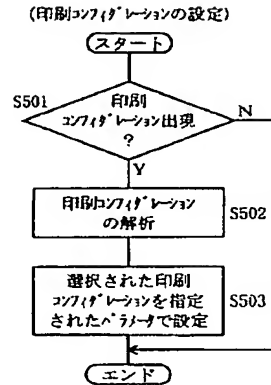 (印刷コンフィグレーションの設定)
スタート
S501
印刷
コンフィグレーション出現
?
N
Y
印刷コンフィグレーション
の解析
S502
選択された印刷
コンフィグレーションを指定
されたパラメータで設定
S503
エンド